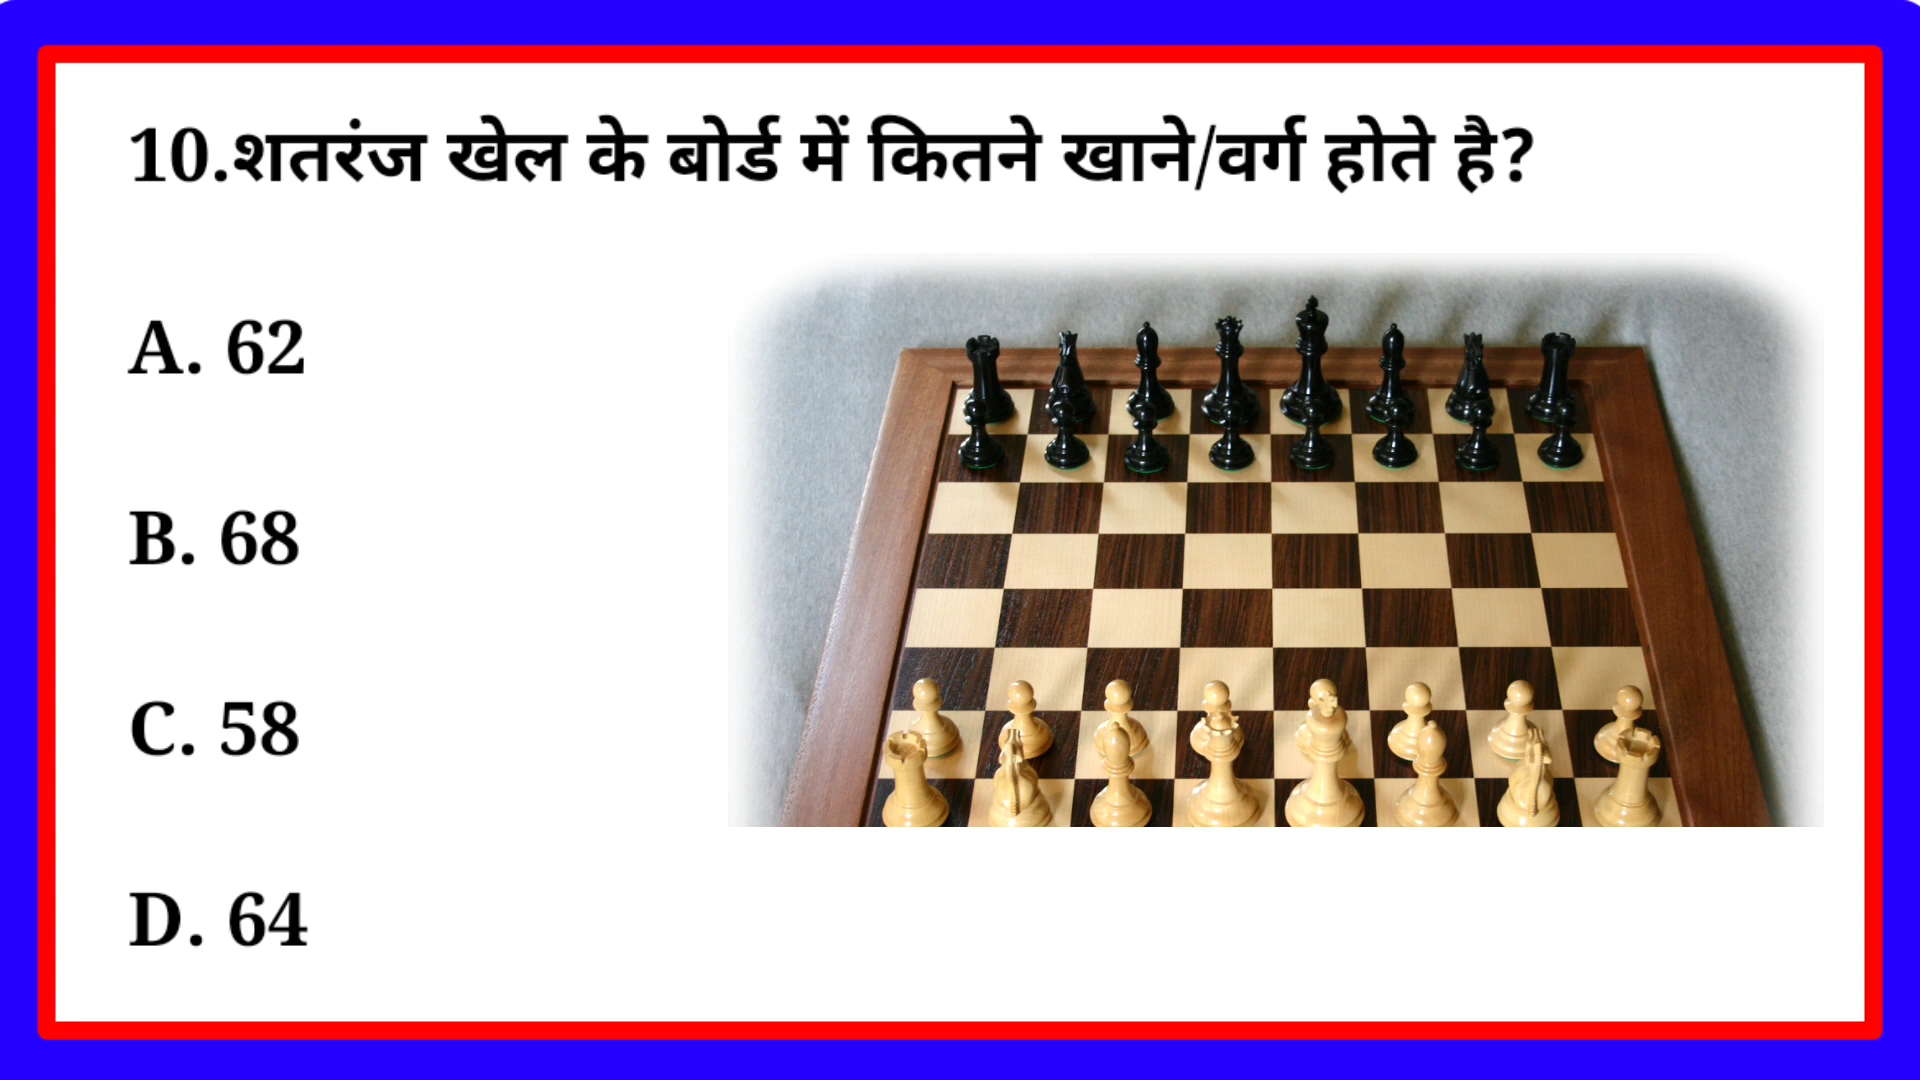 10.शतरंज खेल के बोर्ड में कितने खाने/वर्ग होते है?
A. 62
B. 68
C. 58
D. 64